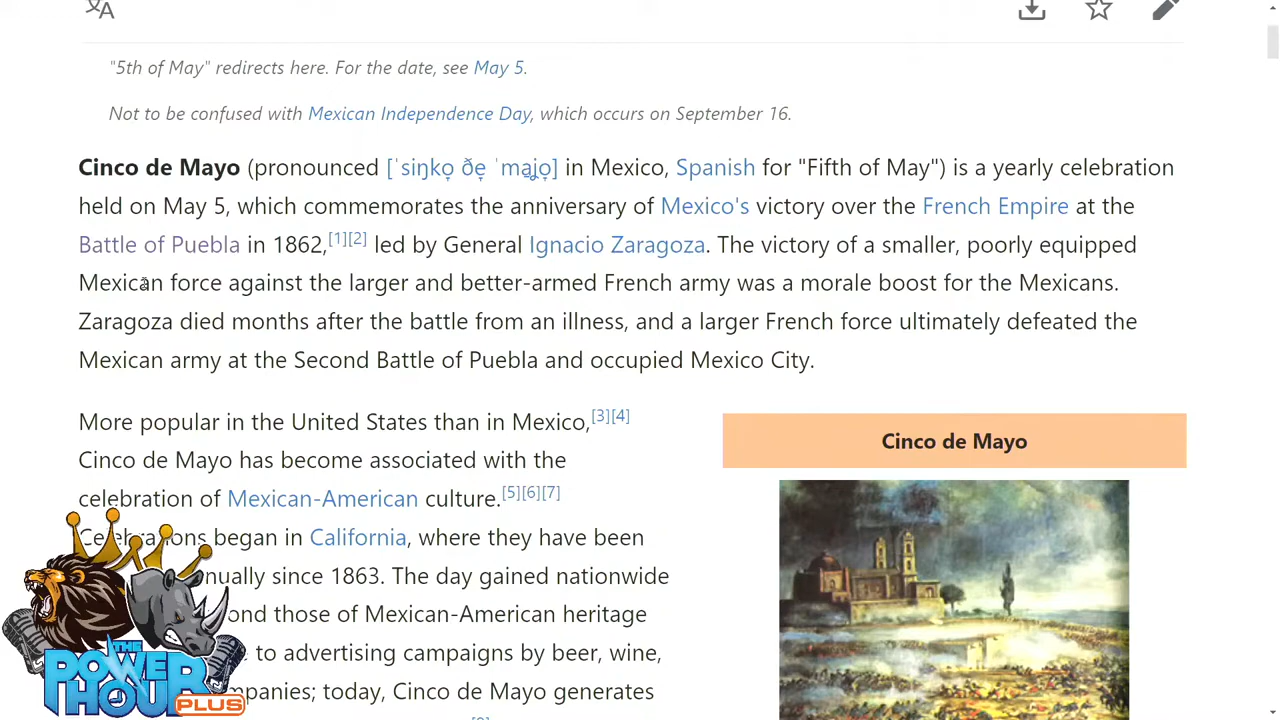 "5th of May" redirects here. For the date, see May 5.
Not to be confused with Mexican Independence Day, which occurs on September 16.
Cinco de Mayo (pronounced [ˈsiŋko̞ ðe̞ ˈma̠ʝo̞] in Mexico, Spanish for "Fifth of May") is a yearly celebration
held on May 5, which commemorates the anniversary of Mexico's victory over the French Empire at the
Battle of Puebla in 1862,[1][2] led by General Ignacio Zaragoza. The victory of a smaller, poorly equipped
Mexican force against the larger and better-armed French army was a morale boost for the Mexicans.
Zaragoza died months after the battle from an illness, and a larger French force ultimately defeated the
Mexican army at the Second Battle of Puebla and occupied Mexico City.
More popular in the United States than in Mexico,[3][4]
Cinco de Mayo has become associated with the
celebration of Mexican-American culture.[5][6][7]
Celebrations began in California, where they have been
nually since 1863. The day gained nationwide
ond those of Mexican-American heritage
to advertising campaigns by beer, wine,
mpanies; today, Cinco de Mayo generates
Cinco de Mayo
THE
POWER
HOUR
PLUS